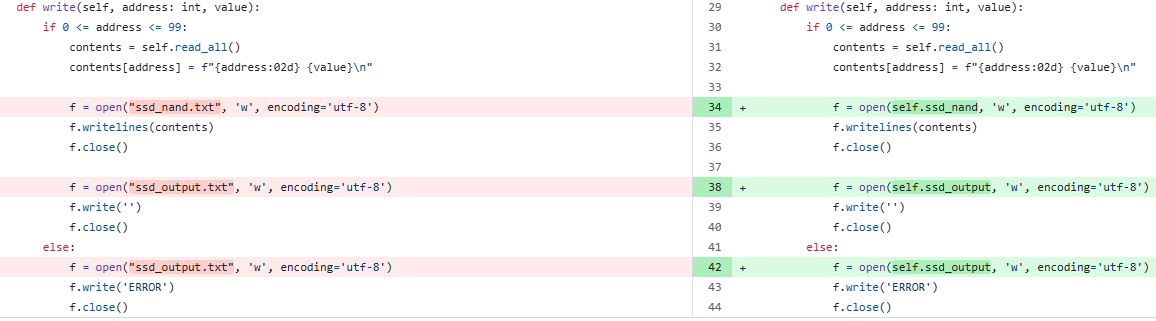 def write(self, address: int, value):
    if 0 <= address <= 99:
        contents = self.read_all()
        contents[address] = f"{address:02d} {value}\n"

        f = open("ssd_nand.txt", 'w', encoding='utf-8')
        f.writelines(contents)
        f.close()

        f = open("ssd_output.txt", 'w', encoding='utf-8')
        f.write('')
        f.close()
    else:
        f = open("ssd_output.txt", 'w', encoding='utf-8')
        f.write('ERROR')
        f.close()
29 def write(self, address: int, value):
30     if 0 <= address <= 99:
31         contents = self.read_all()
32         contents[address] = f"{address:02d} {value}\n"
33
34 +         f = open(self.ssd_nand, 'w', encoding='utf-8')
35         f.writelines(contents)
36         f.close()
37
38 +         f = open(self.ssd_output, 'w', encoding='utf-8')
39         f.write('')
40         f.close()
41     else:
42 +         f = open(self.ssd_output, 'w', encoding='utf-8')
43         f.write('ERROR')
44         f.close()